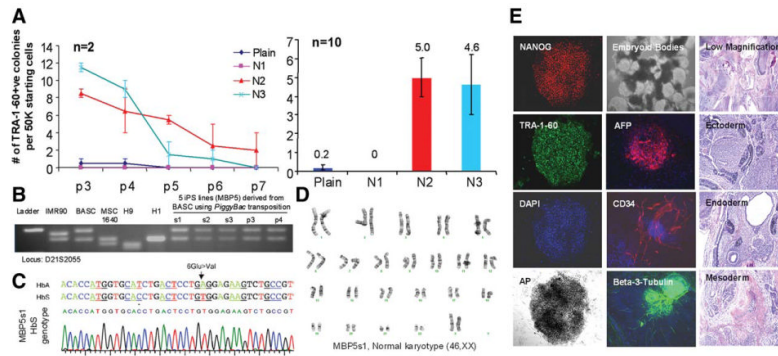 A
n=2
Plain
N1
N2
N3
# of TRA-1-60+ve colonies
per 50K starting cells
14
12
10
8
6
4
2
0
p3 p4 p5 p6 p7
n=10
7
6
5
4
3
2
1
0
0.2 0 5.0 4.6
Plain N1 N2 N3
B
5 iPS lines (MBP5) derived from
BASC using PiggyBac transposition
Ladder IMR90 BASC MSC 1640 H9 H1 s1 s2 s3 p3 p4
Locus: D21S2055
C
6Glu>Val
HbA ACACCATGGTGCATCTGACTCCTGAGGAGAAGTCTGCCGT
HbS ACACCATGGTGCACCTGACTCCTGTGGAGAAGTCTGCCGT
ACACCATGGTGCACCTGACTCCTGTGGAGAAGTCTGCCGT
MBP5s1
HbS
genotype
D
MBP5s1, Normal karyotype (46,XX)
E
NANOG Embryoid Bodies Low Magnification
TRA-1-60 AFP Ectoderm
DAPI CD34 Endoderm
AP Beta-3-Tubulin Mesoderm